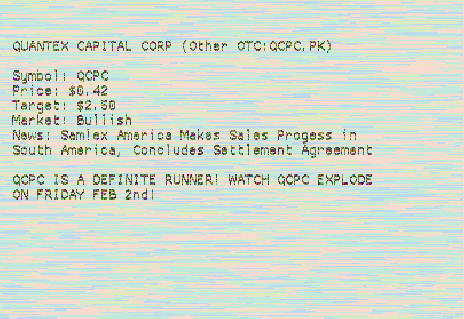 QUANTEX CAPITAL CORP (Other OTC:QCPC.PK)
Symbol: QCPC
Price: $0.42
Target: $2.50
Market: Bullish
News: Samlex America Makes Sales Progess in
South America, Concludes Settlement Agreement
QCPC IS A DEFINITE RUNNER! WATCH QCPC EXPLODE
ON FRIDAY FEB 2nd!